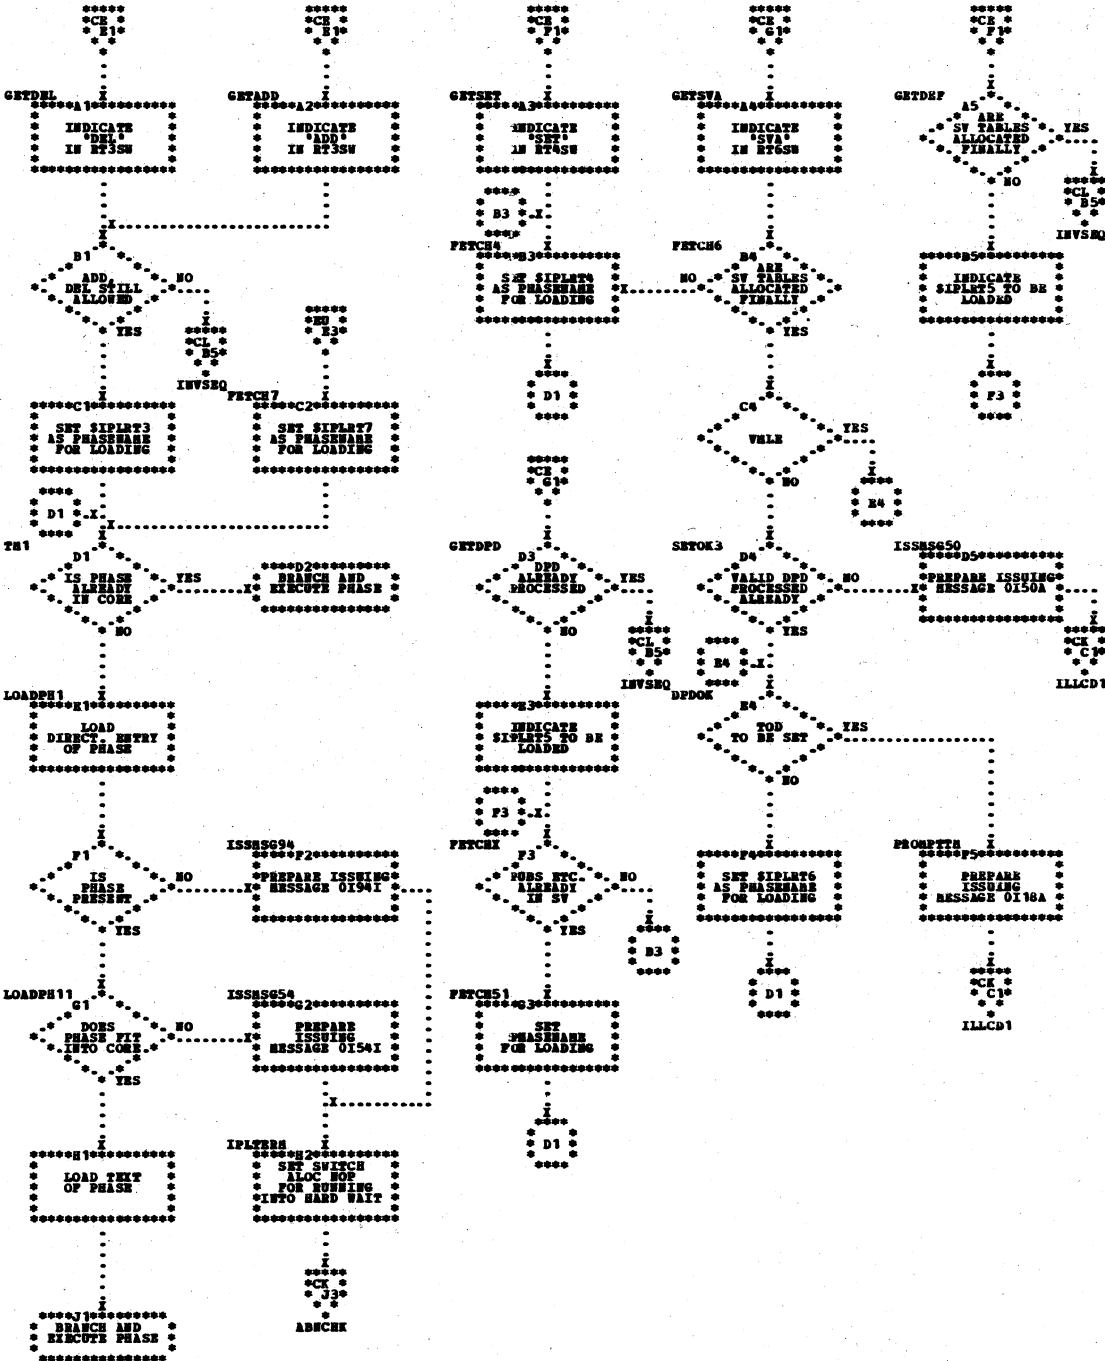 CE E1
GETDEL
A1
INDICATE
'DEL'
IN RT3SW
B1
ADD,
DEL STILL
ALLOWED
NO
YES
CL B5
INVSEQ
C1
SET $IPLRT3
AS PHASENAME
FOR LOADING
D1
TM1
D1
IS PHASE
ALREADY
IN CORE
YES
NO
LOADPH1
E1
LOAD
DIRECT. ENTRY
OF PHASE
F1
IS
PHASE
PRESENT
NO
YES
LOADPH11
G1
DOES
PHASE FIT
INTO CORE
NO
YES
H1
LOAD TEXT
OF PHASE
J1
BRANCH AND
EXECUTE PHASE
CE E1
GETADD
A2
INDICATE
'ADD'
IN RT3SW
EU E3
FETCH7
C2
SET $IPLRT7
AS PHASENAME
FOR LOADING
D2
BRANCH AND
EXECUTE PHASE
ISSMSG94
F2
PREPARE ISSUING
MESSAGE 0I94I
ISSMSG54
G2
PREPARE
ISSUING
MESSAGE 0I54I
IPLTERM
H2
SET SWITCH
ALOC NOP
FOR RUNNING
INTO HARD WAIT
CK J3
ABNCHK
CE F1
GETSET
A3
INDICATE
'SET'
IN RT4SW
B3
FETCH4
B3
SET $IPLRT4
AS PHASENAME
FOR LOADING
D1
CE G1
GETDPD
D3
DPD
ALREADY
PROCESSED
YES
NO
CL B5
INVSEQ
E3
INDICATE
$IPLRT5 TO BE
LOADED
F3
FETCHX
F3
PUBS ETC.
ALREADY
IN SV
NO
YES
B3
FETCH51
G3
SET
PHASENAME
FOR LOADING
D1
CE G1
GETSVA
A4
INDICATE
'SVA'
IN RT6SW
FETCH6
B4
ARE
SV TABLES
ALLOCATED
FINALLY
NO
YES
C4
VMLE
YES
NO
E4
SETOK3
D4
VALID DPD
PROCESSED
ALREADY
NO
YES
E4
DPDOK
E4
TOD
TO BE SET
YES
NO
F4
SET $IPLRT6
AS PHASENAME
FOR LOADING
D1
CE F1
GETDEF
A5
ARE
SV TABLES
ALLOCATED
FINALLY
YES
NO
CL B5
INVSEQ
B5
INDICATE
$IPLRT5 TO BE
LOADED
F3
ISSMSG50
D5
PREPARE ISSUING
MESSAGE 0I50A
CK C1
ILLCD1
PROMPTTM
F5
PREPARE
ISSUING
MESSAGE 0I18A
CK C1
ILLCD1